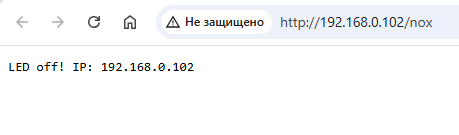 Не защищено http://192.168.0.102/nox
LED off! IP: 192.168.0.102